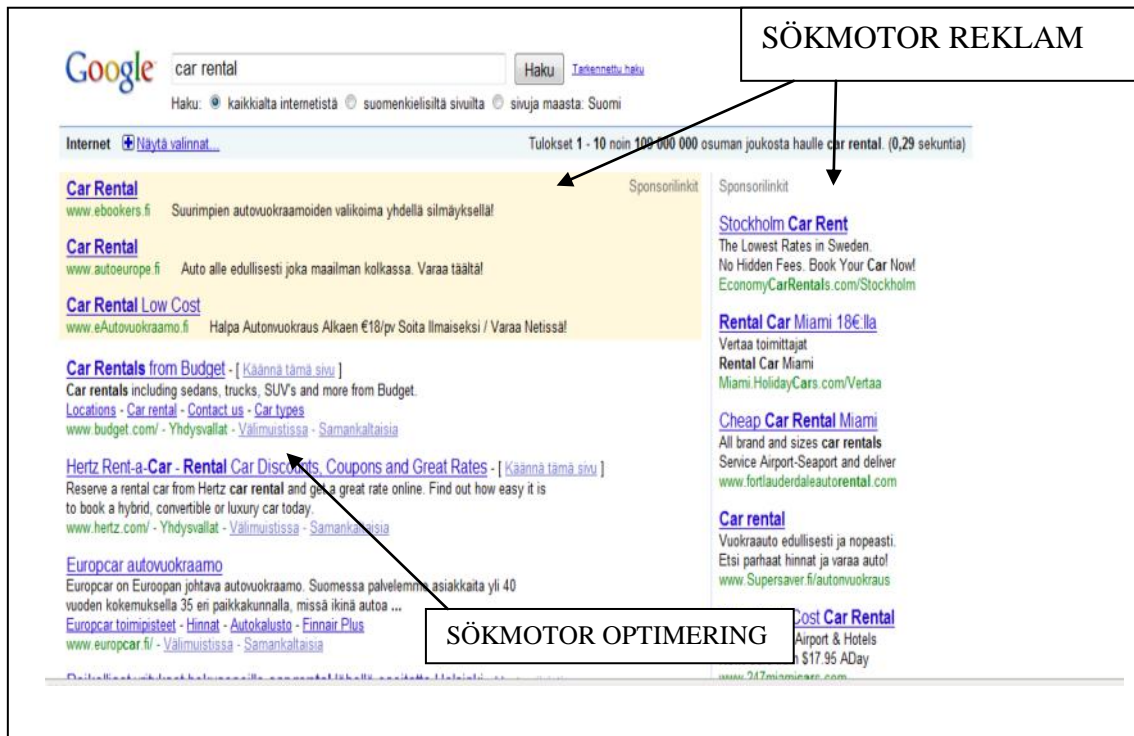 SÖKMOTOR REKLAM
Google
car rental
Haku
Tarkennettu haku
Haku: kaikkialta internetistä suomenkielisiltä sivuilta sivuja maasta: Suomi
Internet Näytä valinnat...
Tulokset 1 - 10 noin 109 000 000 osuman joukosta haulle car rental. (0,29 sekuntia)
Car Rental
Sponsorilinkit
www.ebookers.fi Suurimpien autovuokraamoiden valikoima yhdellä silmäyksellä!
Car Rental
www.autoeurope.fi Auto alle edullisesti joka maailman kolkassa. Varaa täältä!
Car Rental Low Cost
www.eAutovuokraamo.fi Halpa Autonvuokraus Alkaen €18/pv Soita Ilmaiseksi / Varaa Netissä!
Car Rentals from Budget - [ Käännä tämä sivu ]
Car rentals including sedans, trucks, SUV's and more from Budget.
Locations - Car rental - Contact us - Car types
www.budget.com/ - Yhdysvallat - Välimuistissa - Samankaltaisia
Hertz Rent-a-Car - Rental Car Discounts, Coupons and Great Rates - [ Käännä tämä sivu ]
Reserve a rental car from Hertz car rental and get a great rate online. Find out how easy it is
to book a hybrid, convertible or luxury car today.
www.hertz.com/ - Yhdysvallat - Välimuistissa - Samankaltaisia
Europcar autovuokraamo
Europcar on Euroopan johtava autovuokraamo. Suomessa palvelemme asiakkaita yli 40
vuoden kokemuksella 35 eri paikkakunnalla, missä ikinä autoa ...
Europcar toimipisteet - Hinnat - Autokalusto - Finnair Plus
www.europcar.fi/ - Välimuistissa - Samankaltaisia
SÖKMOTOR OPTIMERING
Sponsorilinkit
Stockholm Car Rent
The Lowest Rates in Sweden.
No Hidden Fees. Book Your Car Now!
EconomyCarRentals.com/Stockholm
Rental Car Miami 18€:lla
Vertaa toimittajat
Rental Car Miami
Miami.HolidayCars.com/Vertaa
Cheap Car Rental Miami
All brand and sizes car rentals
Service Airport-Seaport and deliver
www.fortlauderdaleautorental.com
Car rental
Vuokraauto edullisesti ja nopeasti.
Etsi parhaat hinnat ja varaa auto!
www.Supersaver.fi/autonvuokraus
Cost Car Rental
Airport & Hotels
$17.95 ADay
www.247miamicars.com